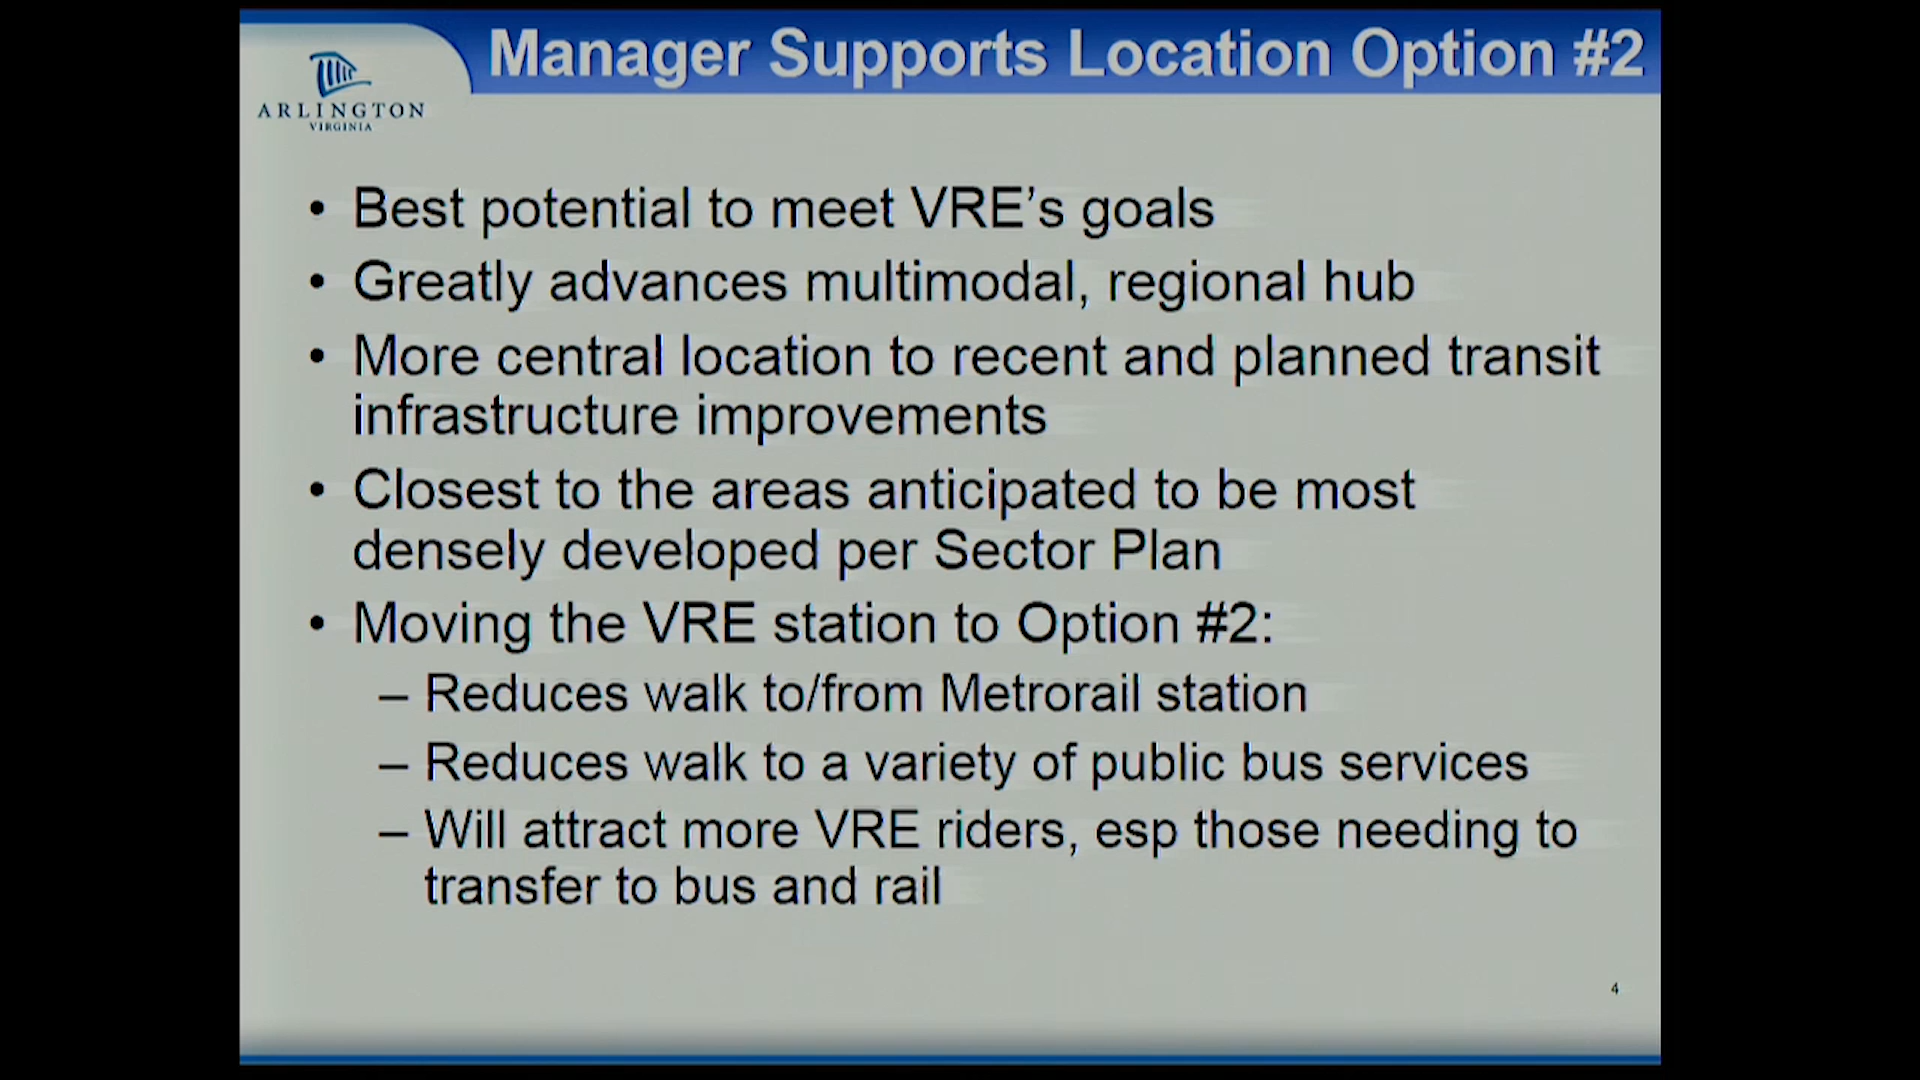 Manager Supports Location Option #2
ARLINGTON
VIRGINIA
• Best potential to meet VRE's goals
• Greatly advances multimodal, regional hub
• More central location to recent and planned transit
infrastructure improvements
• Closest to the areas anticipated to be most
densely developed per Sector Plan
• Moving the VRE station to Option #2:
– Reduces walk to/from Metrorail station
– Reduces walk to a variety of public bus services
– Will attract more VRE riders, esp those needing to
transfer to bus and rail
4